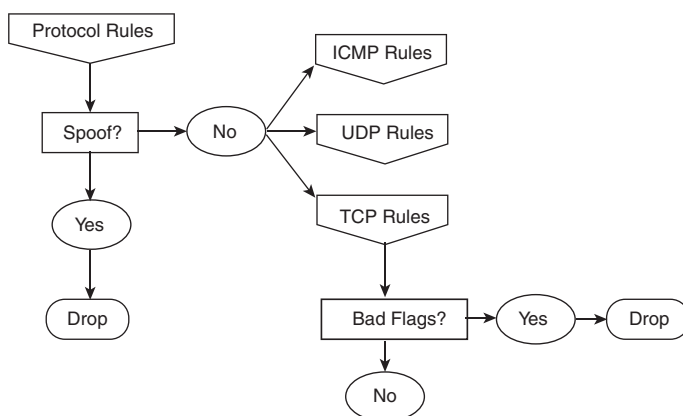 Protocol Rules
ICMP Rules
Spoof?
No
UDP Rules
Yes
TCP Rules
Drop
Bad Flags?
Yes
Drop
No